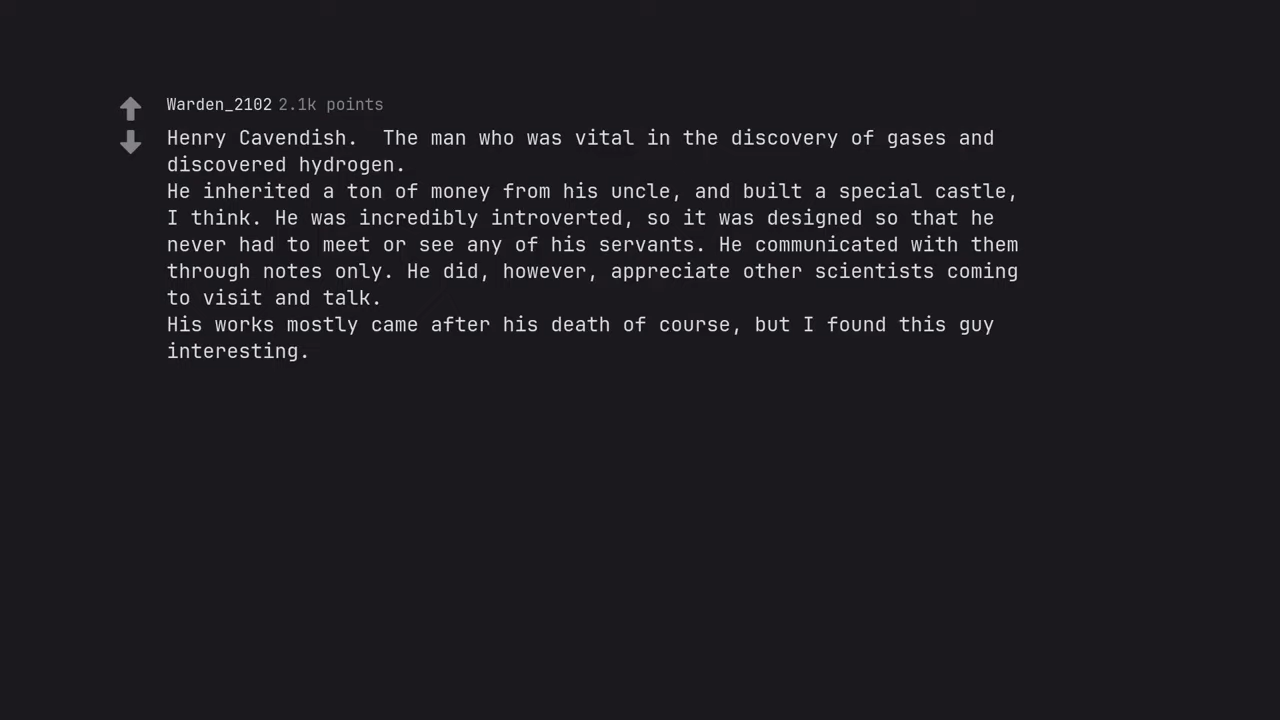 Warden_2102 2.1k points
Henry Cavendish.  The man who was vital in the discovery of gases and
discovered hydrogen.
He inherited a ton of money from his uncle, and built a special castle,
I think. He was incredibly introverted, so it was designed so that he
never had to meet or see any of his servants. He communicated with them
through notes only. He did, however, appreciate other scientists coming
to visit and talk.
His works mostly came after his death of course, but I found this guy
interesting.